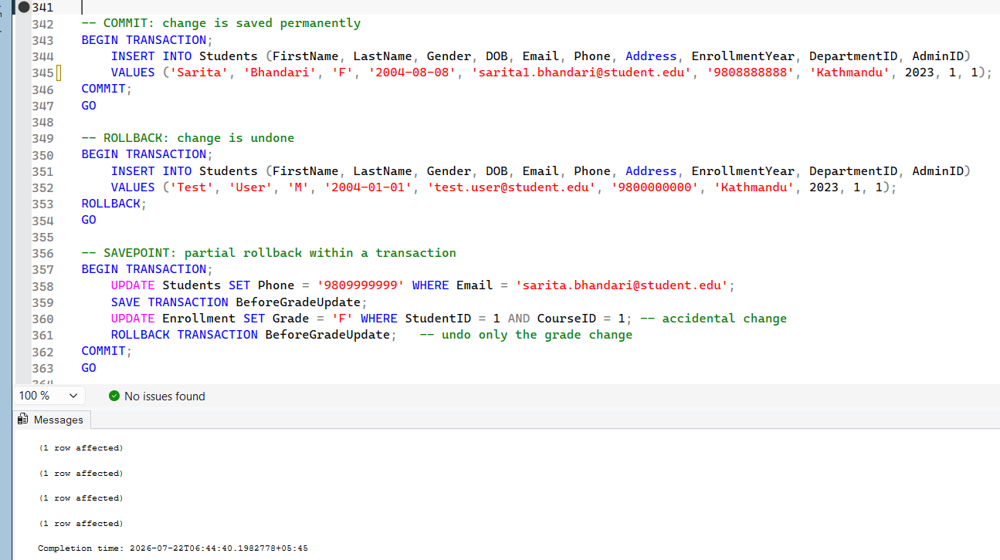 341
342 -- COMMIT: change is saved permanently
343 BEGIN TRANSACTION;
344 INSERT INTO Students (FirstName, LastName, Gender, DOB, Email, Phone, Address, EnrollmentYear, DepartmentID, AdminID)
345 VALUES ('Sarita', 'Bhandari', 'F', '2004-08-08', 'sarita1.bhandari@student.edu', '9808888888', 'Kathmandu', 2023, 1, 1);
346 COMMIT;
347 GO
348
349 -- ROLLBACK: change is undone
350 BEGIN TRANSACTION;
351 INSERT INTO Students (FirstName, LastName, Gender, DOB, Email, Phone, Address, EnrollmentYear, DepartmentID, AdminID)
352 VALUES ('Test', 'User', 'M', '2004-01-01', 'test.user@student.edu', '9800000000', 'Kathmandu', 2023, 1, 1);
353 ROLLBACK;
354 GO
355
356 -- SAVEPOINT: partial rollback within a transaction
357 BEGIN TRANSACTION;
358 UPDATE Students SET Phone = '9809999999' WHERE Email = 'sarita.bhandari@student.edu';
359 SAVE TRANSACTION BeforeGradeUpdate;
360 UPDATE Enrollment SET Grade = 'F' WHERE StudentID = 1 AND CourseID = 1; -- accidental change
361 ROLLBACK TRANSACTION BeforeGradeUpdate; -- undo only the grade change
362 COMMIT;
363 GO
364
100 % No issues found
Messages
(1 row affected)
(1 row affected)
(1 row affected)
(1 row affected)
Completion time: 2026-07-22T06:44:40.1982778+05:45